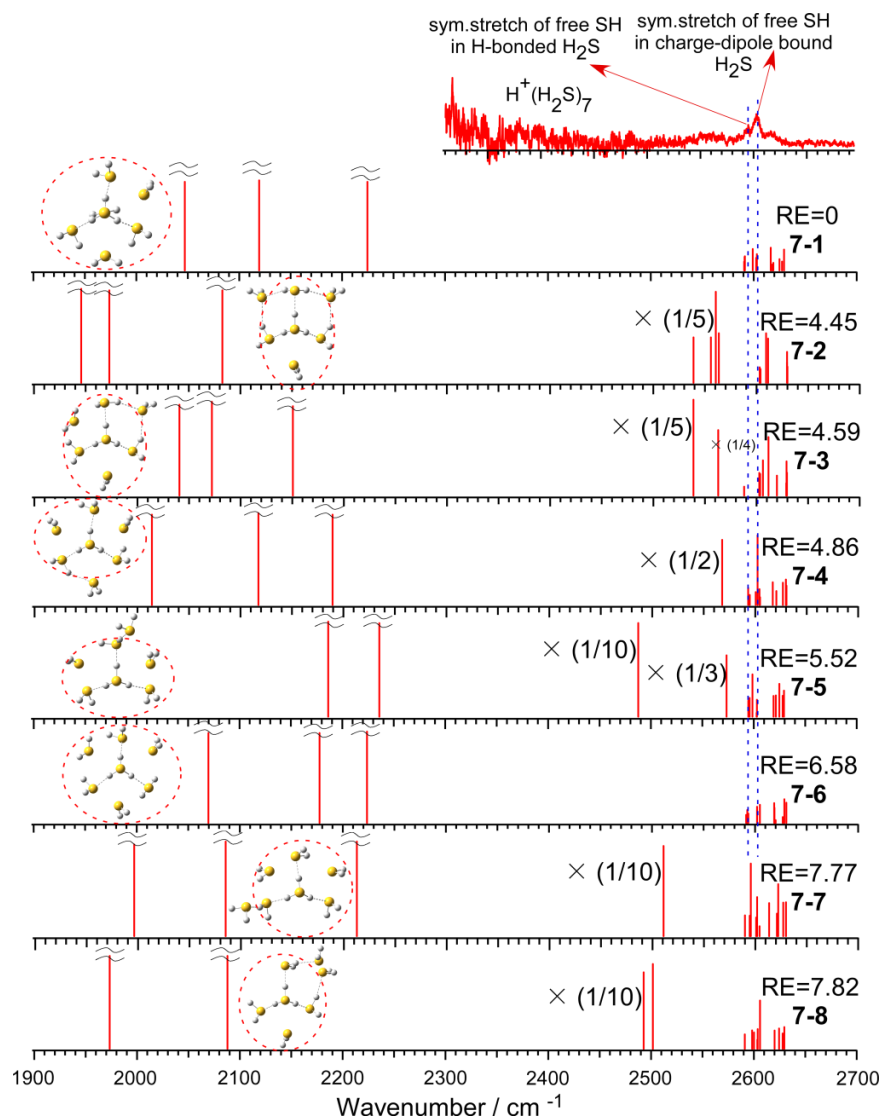 sym.stretch of free SH
in H-bonded H2S
sym.stretch of free SH
in charge-dipole bound
H2S
H+(H2S)7
RE=0
7-1
× (1/5)
RE=4.45
7-2
× (1/5)
× (1/4)
RE=4.59
7-3
× (1/2)
RE=4.86
7-4
× (1/10)
× (1/3)
RE=5.52
7-5
RE=6.58
7-6
× (1/10)
RE=7.77
7-7
× (1/10)
RE=7.82
7-8
1900 2000 2100 2200 2300 2400 2500 2600 2700
Wavenumber / cm -1